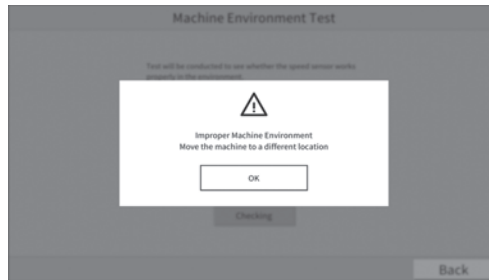 Machine Environment Test
Test will be conducted to see whether the speed sensor works
properly in the environment.
Improper Machine Environment
Move the machine to a different location
OK
Checking
Back